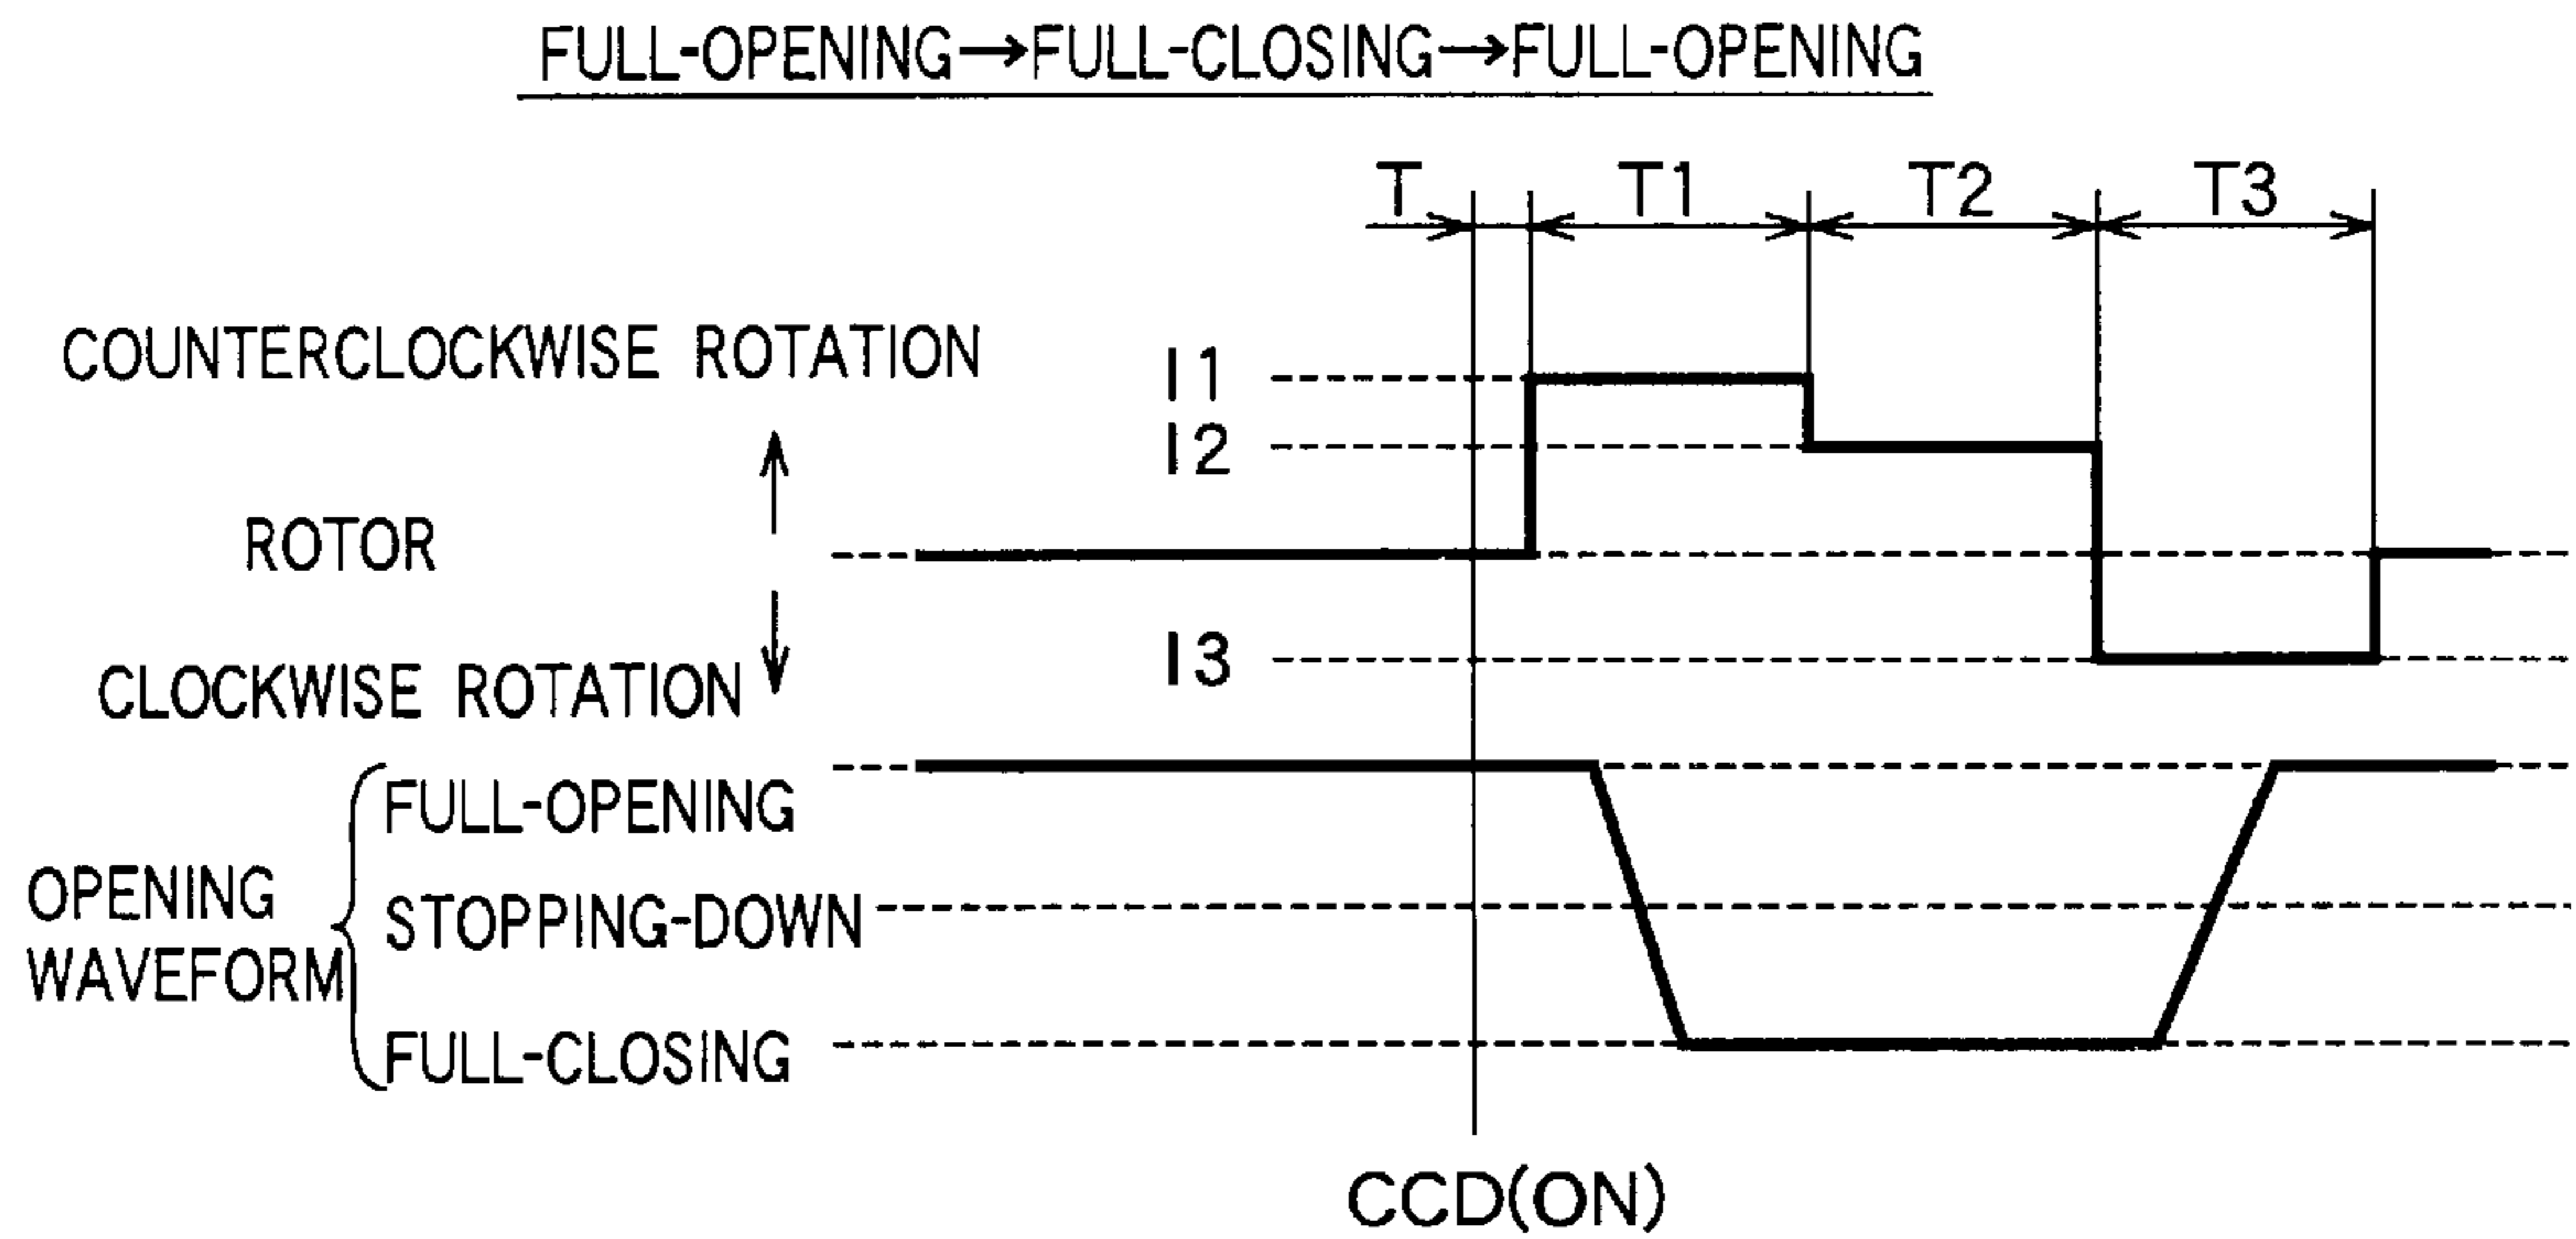 FULL-OPENING→FULL-CLOSING→FULL-OPENING
T T1 T2 T3
COUNTERCLOCKWISE ROTATION
I1
I2
ROTOR
I3
CLOCKWISE ROTATION
FULL-OPENING
OPENING WAVEFORM
STOPPING-DOWN
FULL-CLOSING
CCD(ON)